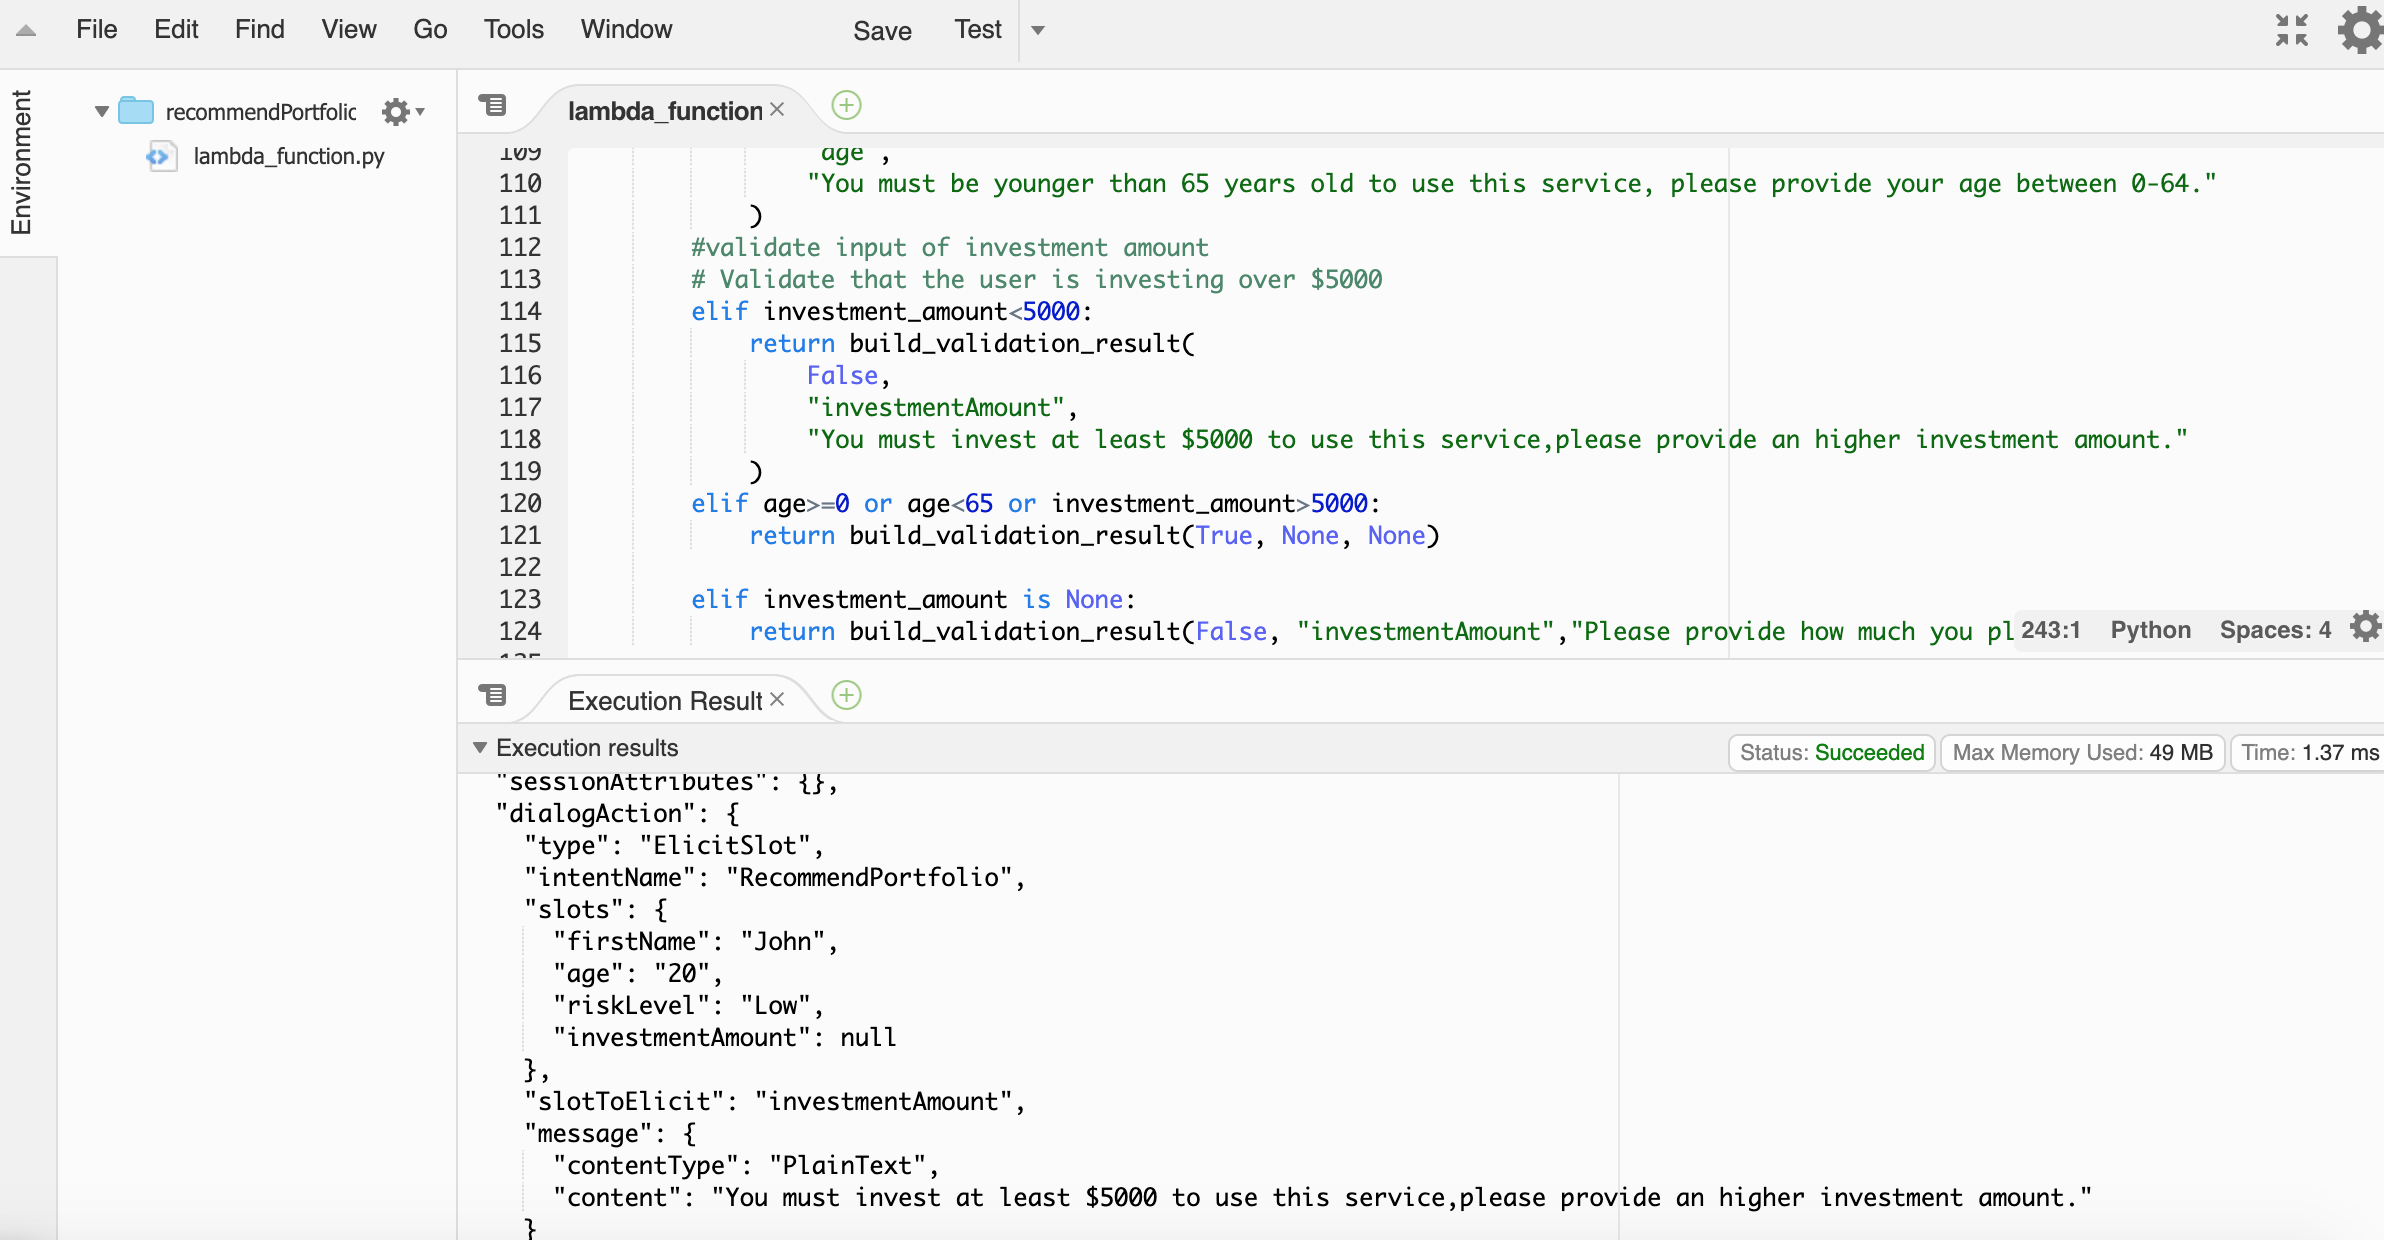 File Edit Find View Go Tools Window Save Test
Environment
recommendPortfolic
lambda_function.py
lambda_function ×
109 age ,
110 "You must be younger than 65 years old to use this service, please provide your age between 0-64."
111 )
112 #validate input of investment amount
113 # Validate that the user is investing over $5000
114 elif investment_amount<5000:
115 return build_validation_result(
116 False,
117 "investmentAmount",
118 "You must invest at least $5000 to use this service,please provide an higher investment amount."
119 )
120 elif age>=0 or age<65 or investment_amount>5000:
121 return build_validation_result(True, None, None)
122
123 elif investment_amount is None:
124 return build_validation_result(False, "investmentAmount","Please provide how much you pl
243:1 Python Spaces: 4
Execution Result ×
Execution results
Status: Succeeded Max Memory Used: 49 MB Time: 1.37 ms
"sessionAttributes": {},
"dialogAction": {
"type": "ElicitSlot",
"intentName": "RecommendPortfolio",
"slots": {
"firstName": "John",
"age": "20",
"riskLevel": "Low",
"investmentAmount": null
},
"slotToElicit": "investmentAmount",
"message": {
"contentType": "PlainText",
"content": "You must invest at least $5000 to use this service,please provide an higher investment amount."
}